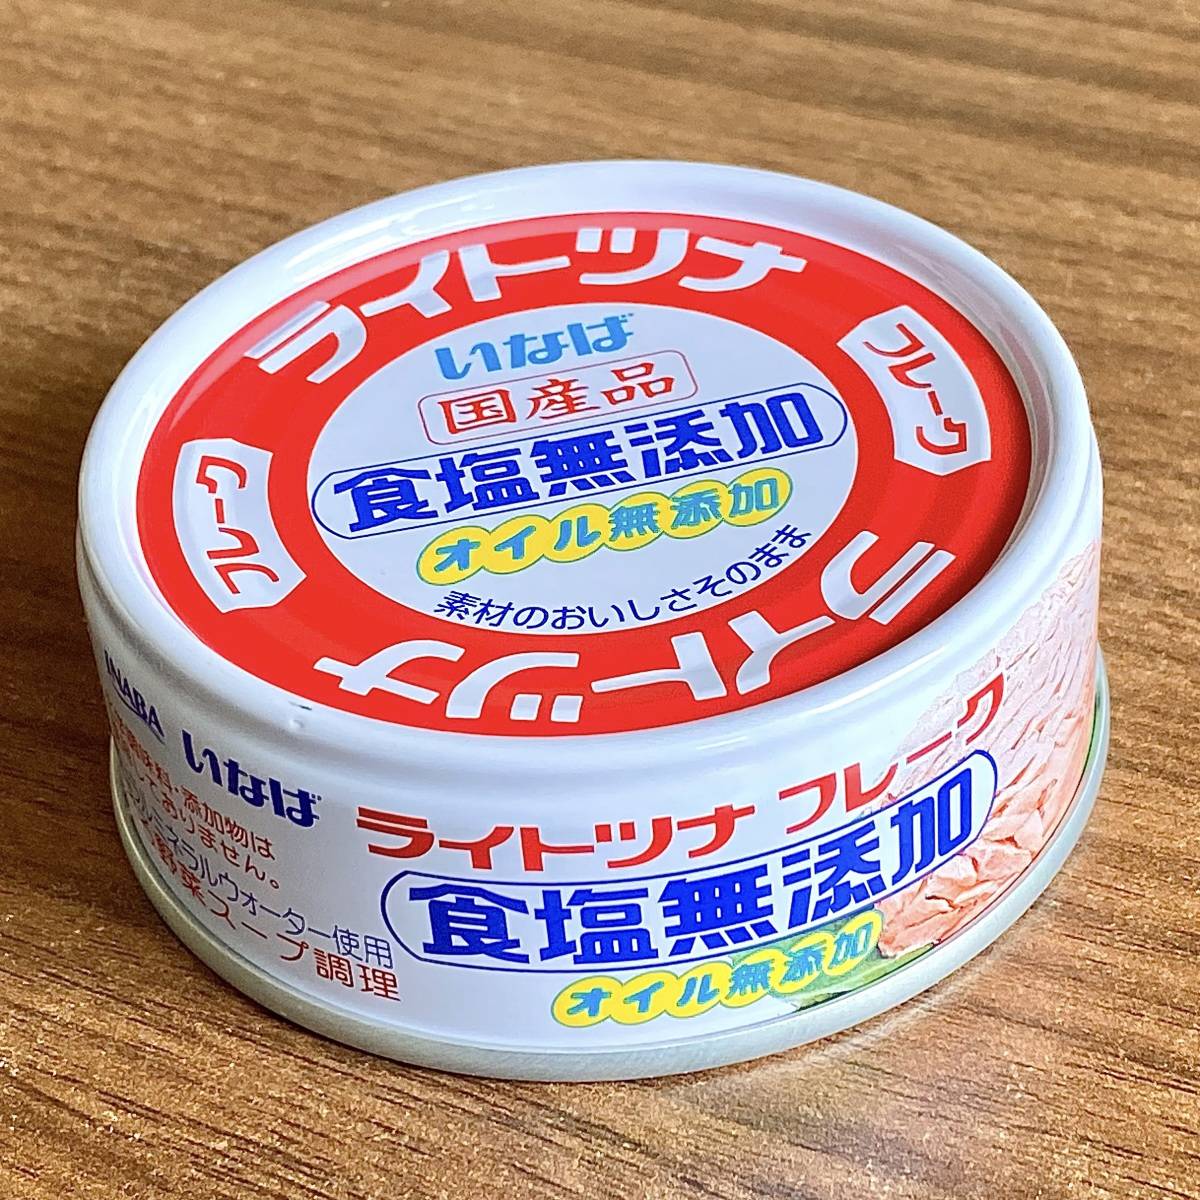 ライトツナ
フレーク
フレーク
いなば
国産品
食塩無添加
オイル無添加
素材のおいしさそのまま
ライトツナ
INABA
いなば
ライトツナ フレーク
食塩無添加
オイル無添加
調味料、添加物は
しておりません。
ミネラルウォーター使用
野菜スープ調理